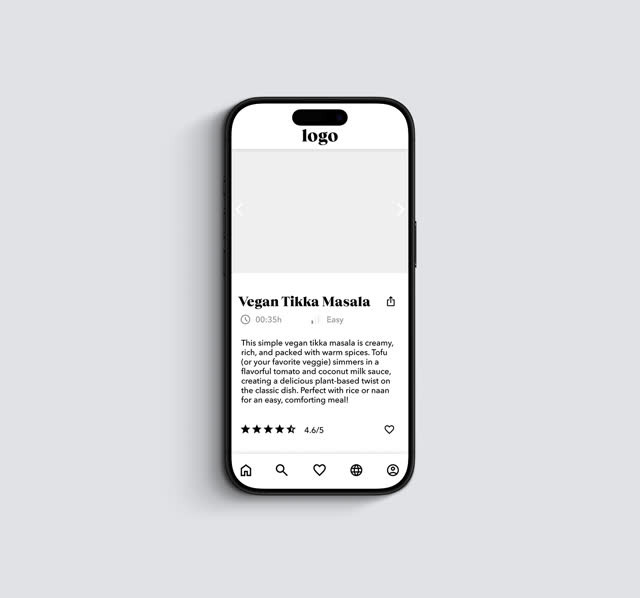 logo
Vegan Tikka Masala
00:35h
Easy
This simple vegan tikka masala is creamy,
rich, and packed with warm spices. Tofu
(or your favorite veggie) simmers in a
flavorful tomato and coconut milk sauce,
creating a delicious plant-based twist on
the classic dish. Perfect with rice or naan
for an easy, comforting meal!
4.6/5